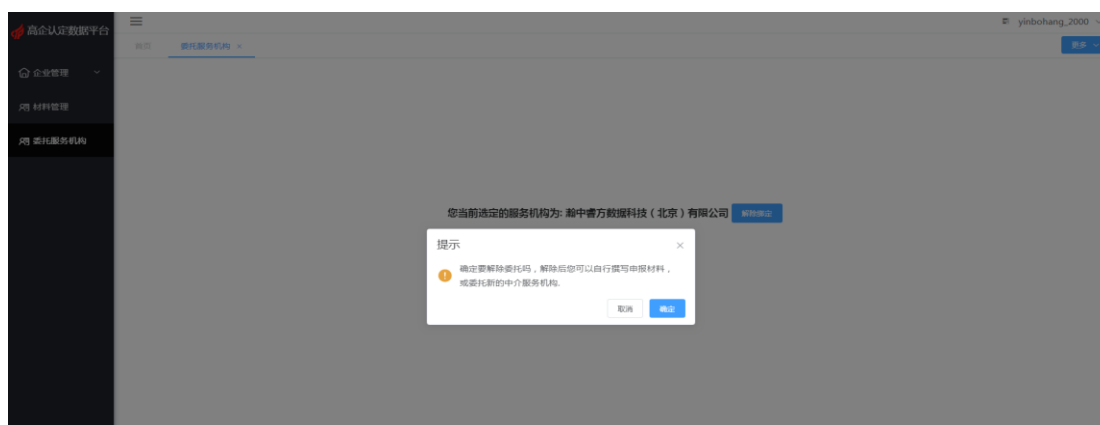 高企认定数据平台
yinbohang_2000
首页
委托服务机构 ×
更多
企业管理
材料管理
委托服务机构
您当前选定的服务机构为: 瀚中睿方数据科技（北京）有限公司
解除绑定
提示
确定要解除委托吗，解除后您可以自行撰写申报材料，
或委托新的中介服务机构.
取消
确定